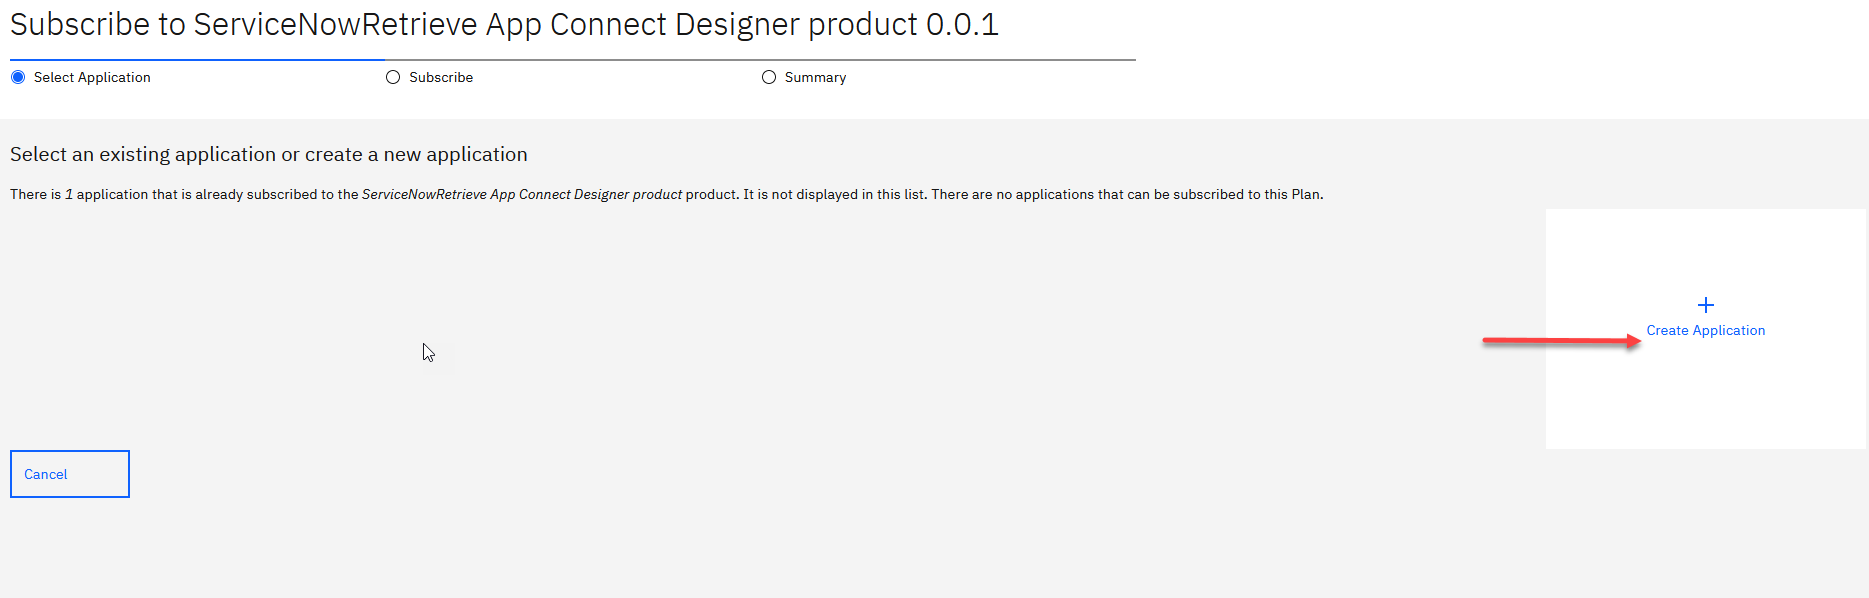 Subscribe to ServiceNowRetrieve App Connect Designer product 0.0.1
Select Application
Subscribe
Summary
Select an existing application or create a new application
There is 1 application that is already subscribed to the ServiceNowRetrieve App Connect Designer product product. It is not displayed in this list. There are no applications that can be subscribed to this Plan.
Create Application
Cancel